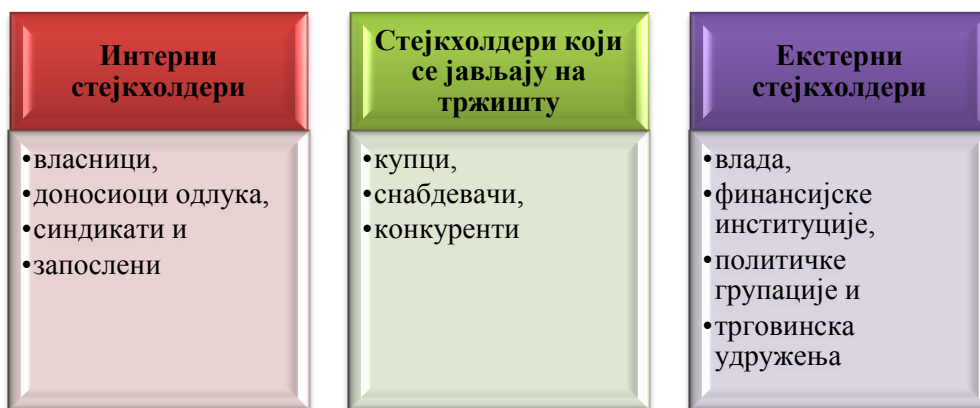 Интерни
стејкхолдери
•власници,
•доносиоци одлука,
•синдикати и
•запослени
Стејкхолдери који
се јављају на
тржишту
•купци,
•снабдевачи,
•конкуренти
Екстерни
стејкхолдери
•влада,
•финансијске
институције,
•политичке
групације и
•трговинска
удружења